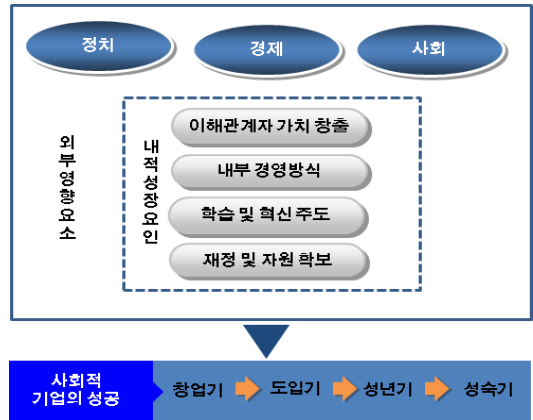 정치
경제
사회
외부영향요소
내적성장요인
이해관계자 가치 창출
내부 경영방식
학습 및 혁신 주도
재정 및 자원 학보
사회적
기업의 성공
창업기
도입기
성년기
성숙기